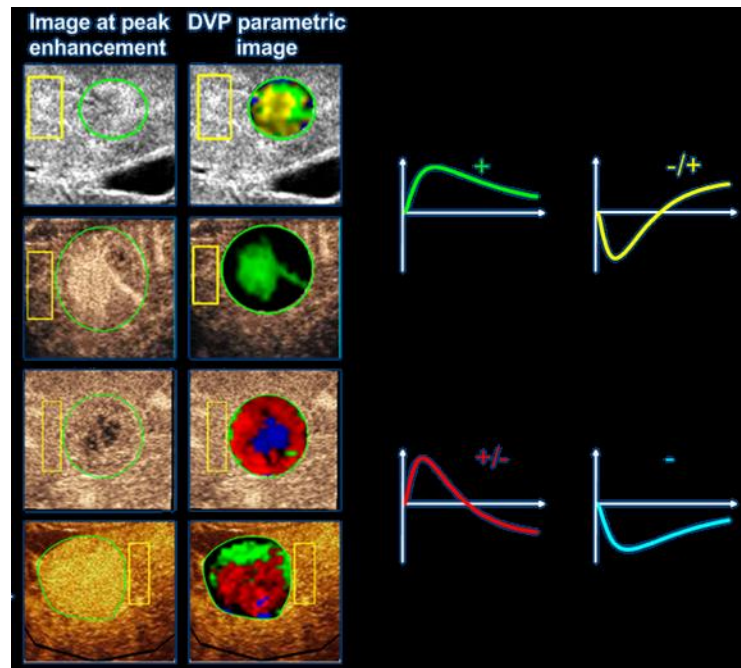 Image at peak
enhancement
DVP parametric
image
+
-/+
+/-
-